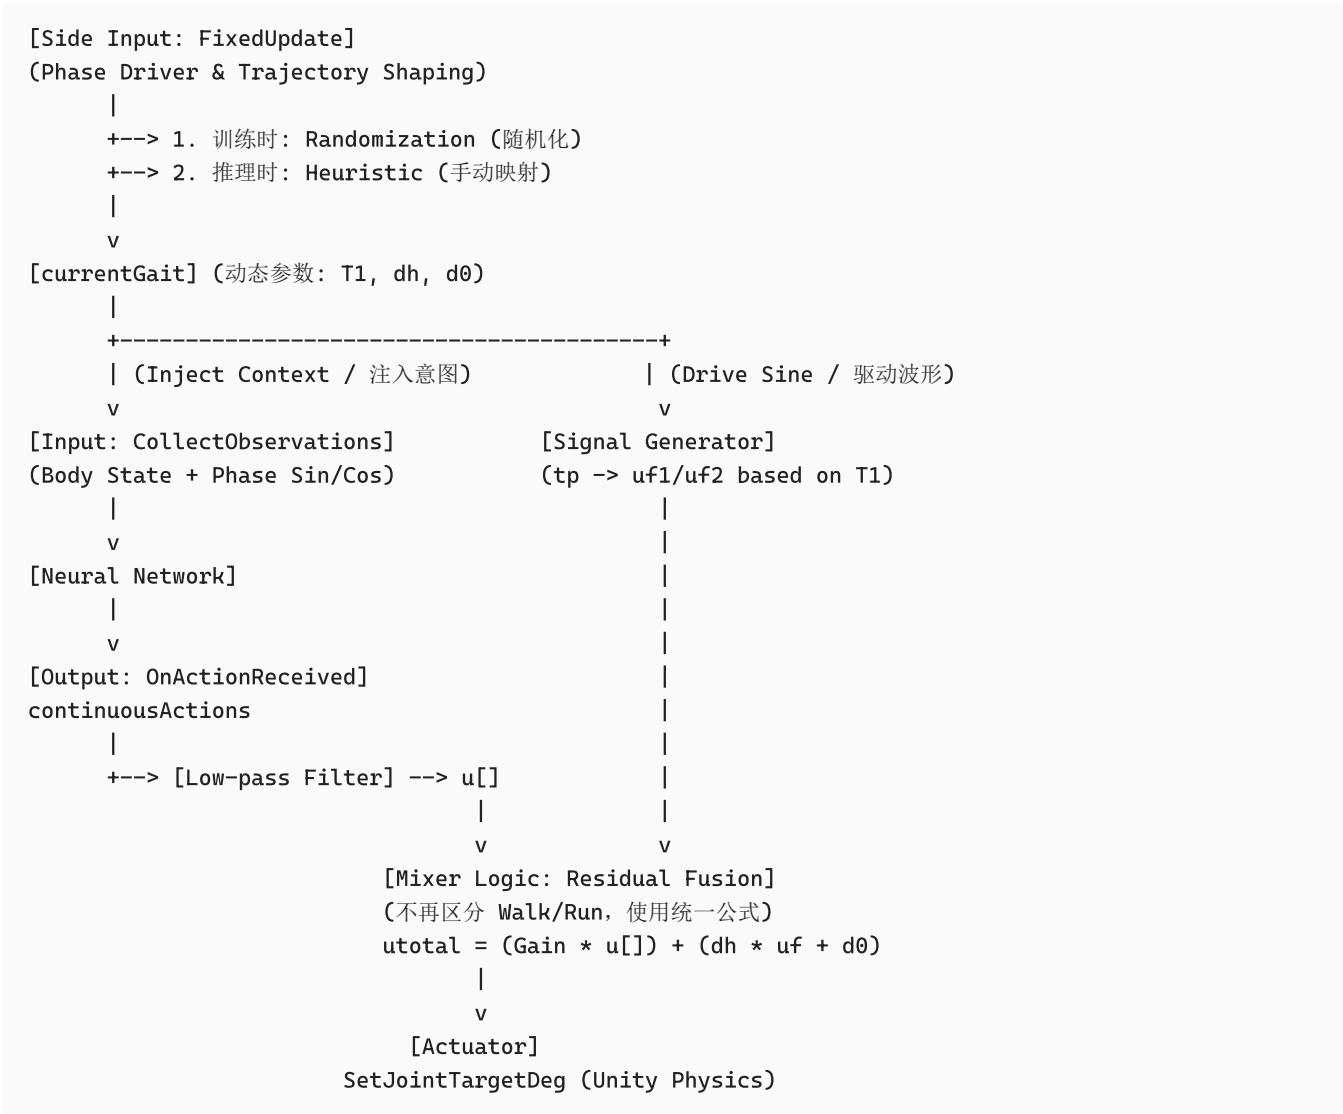 [Side Input: FixedUpdate]
(Phase Driver & Trajectory Shaping)
      |
      +--> 1. 训练时: Randomization (随机化)
      +--> 2. 推理时: Heuristic (手动映射)
      |
      v
[currentGait] (动态参数: T1, dh, d0)
      |
      +-----------------------------------------+
      | (Inject Context / 注入意图)             | (Drive Sine / 驱动波形)
      v                                         v
[Input: CollectObservations]           [Signal Generator]
(Body State + Phase Sin/Cos)           (tp -> uf1/uf2 based on T1)
      |                                         |
      v                                         |
[Neural Network]                                |
      |                                         |
      v                                         |
[Output: OnActionReceived]                      |
continuousActions                               |
      |                                         |
      +--> [Low-pass Filter] --> u[]            |
                                  |             |
                                  v             v
                           [Mixer Logic: Residual Fusion]
                           (不再区分 Walk/Run，使用统一公式)
                           utotal = (Gain * u[]) + (dh * uf + d0)
                                  |
                                  v
                             [Actuator]
                        SetJointTargetDeg (Unity Physics)